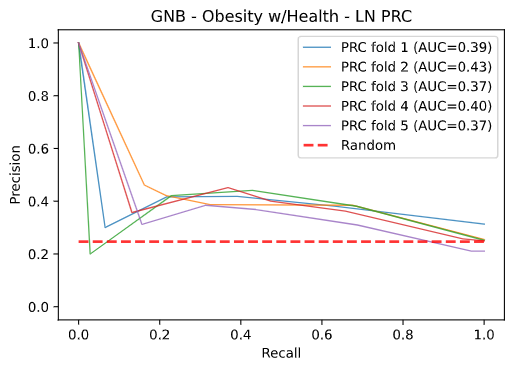 GNB - Obesity w/Health - LN PRC
PRC fold 1 (AUC=0.39)
PRC fold 2 (AUC=0.43)
PRC fold 3 (AUC=0.37)
PRC fold 4 (AUC=0.40)
PRC fold 5 (AUC=0.37)
Random
Precision
1.0
0.8
0.6
0.4
0.2
0.0
0.0 0.2 0.4 0.6 0.8 1.0
Recall